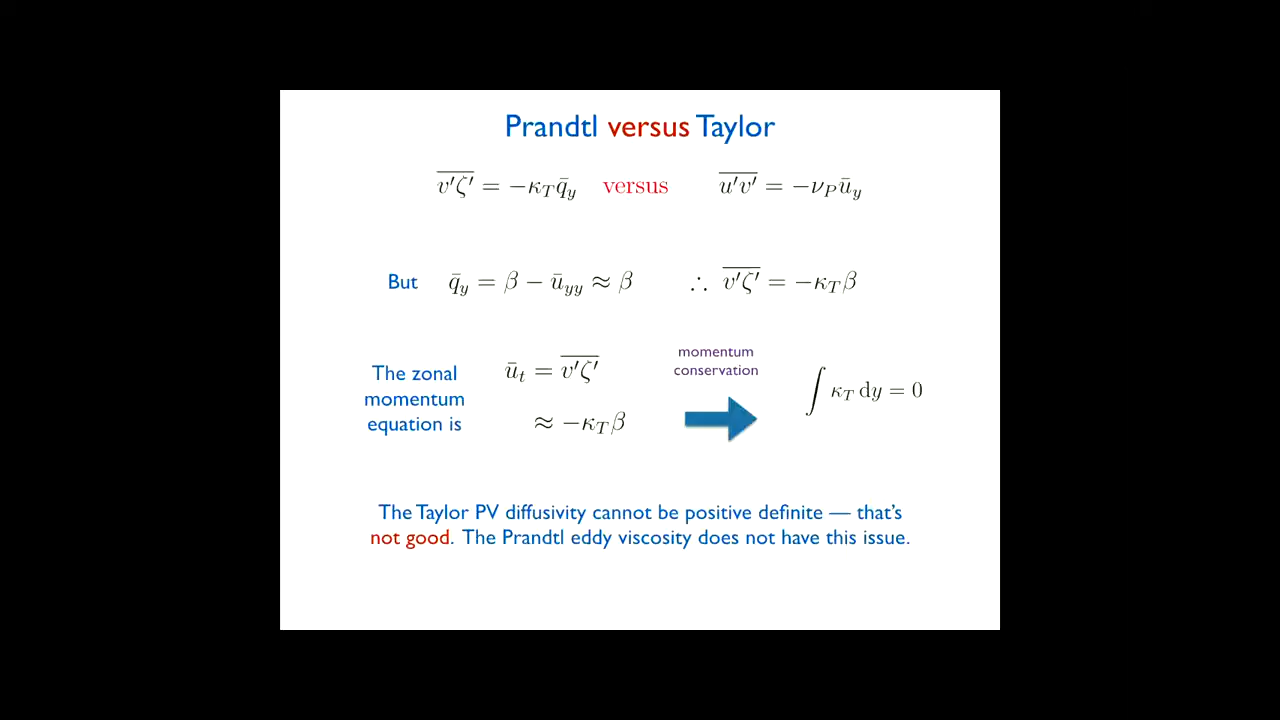 Prandtl versus Taylor
$\overline{v'\zeta'} = -\kappa_T \bar{q}_y$ versus $\overline{u'v'} = -\nu_P \bar{u}_y$
But $\bar{q}_y = \beta - \bar{u}_{yy} \approx \beta$ $\therefore \overline{v'\zeta'} = -\kappa_T \beta$
The zonal
momentum
equation is
$\bar{u}_t = \overline{v'\zeta'}$
$\approx -\kappa_T \beta$
momentum
conservation
$\int \kappa_T \, \mathrm{d}y = 0$
The Taylor PV diffusivity cannot be positive definite — that's
not good. The Prandtl eddy viscosity does not have this issue.